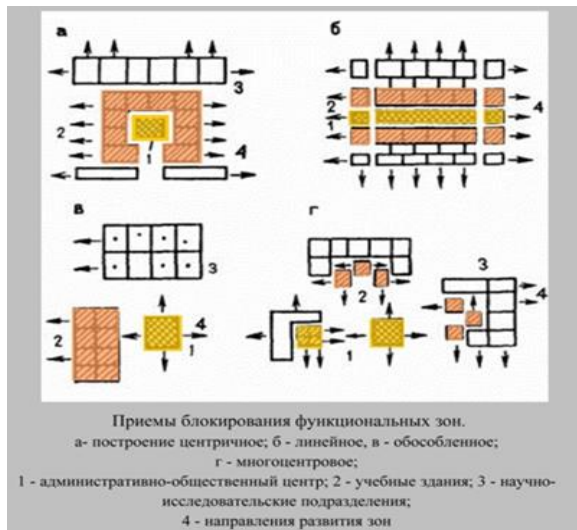 а
б
3
2
1
4
2
1
4
в
г
3
2
4
1
2
3
4
1
Приемы блокирования функциональных зон.
а- построение центричное; б - линейное, в - обособленное;
г - многоцентровое;
1 - административно-общественный центр; 2 - учебные здания; 3 - научно-
исследовательские подразделения;
4 - направления развития зон